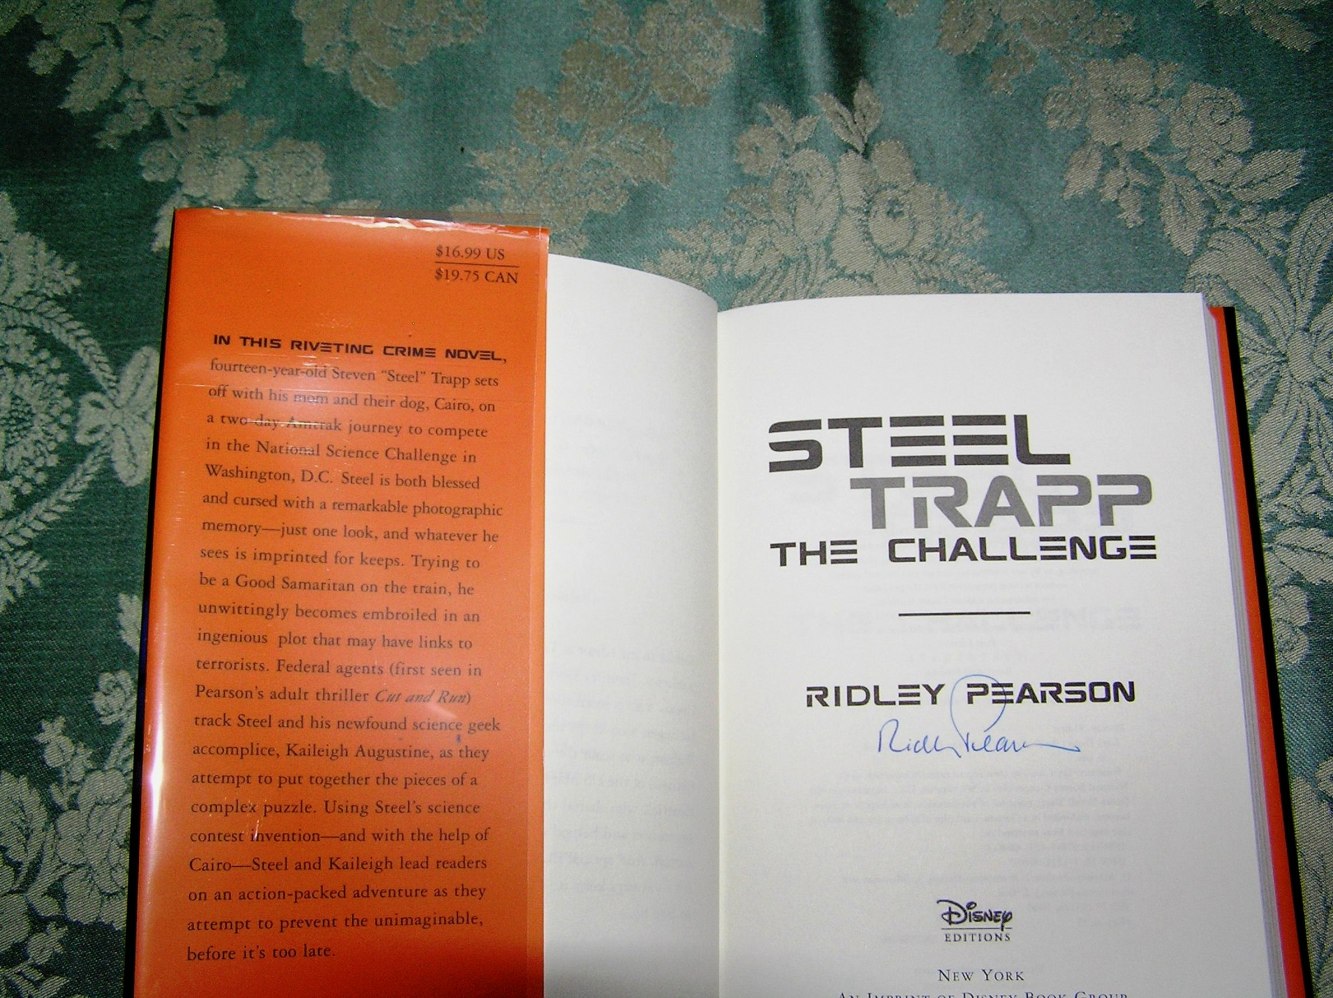 $16.99 US
$19.75 CAN
IN THIS RIVETING CRIME NOVEL,
fourteen-year-old Steven “Steel” Trapp sets
off with his mom and their dog, Cairo, on
a two-day Amtrak journey to compete
in the National Science Challenge in
Washington, D.C. Steel is both blessed
and cursed with a remarkable photographic
memory—just one look, and whatever he
sees is imprinted for keeps. Trying to
be a Good Samaritan on the train, he
unwittingly becomes embroiled in an
ingenious plot that may have links to
terrorists. Federal agents (first seen in
Pearson’s adult thriller Cut and Run)
track Steel and his newfound science geek
accomplice, Kaileigh Augustine, as they
attempt to put together the pieces of a
complex puzzle. Using Steel’s science
contest invention—and with the help of
Cairo—Steel and Kaileigh lead readers
on an action-packed adventure as they
attempt to prevent the unimaginable,
before it’s too late.
STEEL
TRAPP
THE CHALLENGE
RIDLEY PEARSON
Ridley Pearson
DISNEY
EDITIONS
NEW YORK
AN IMPRINT OF DISNEY BOOK GROUP